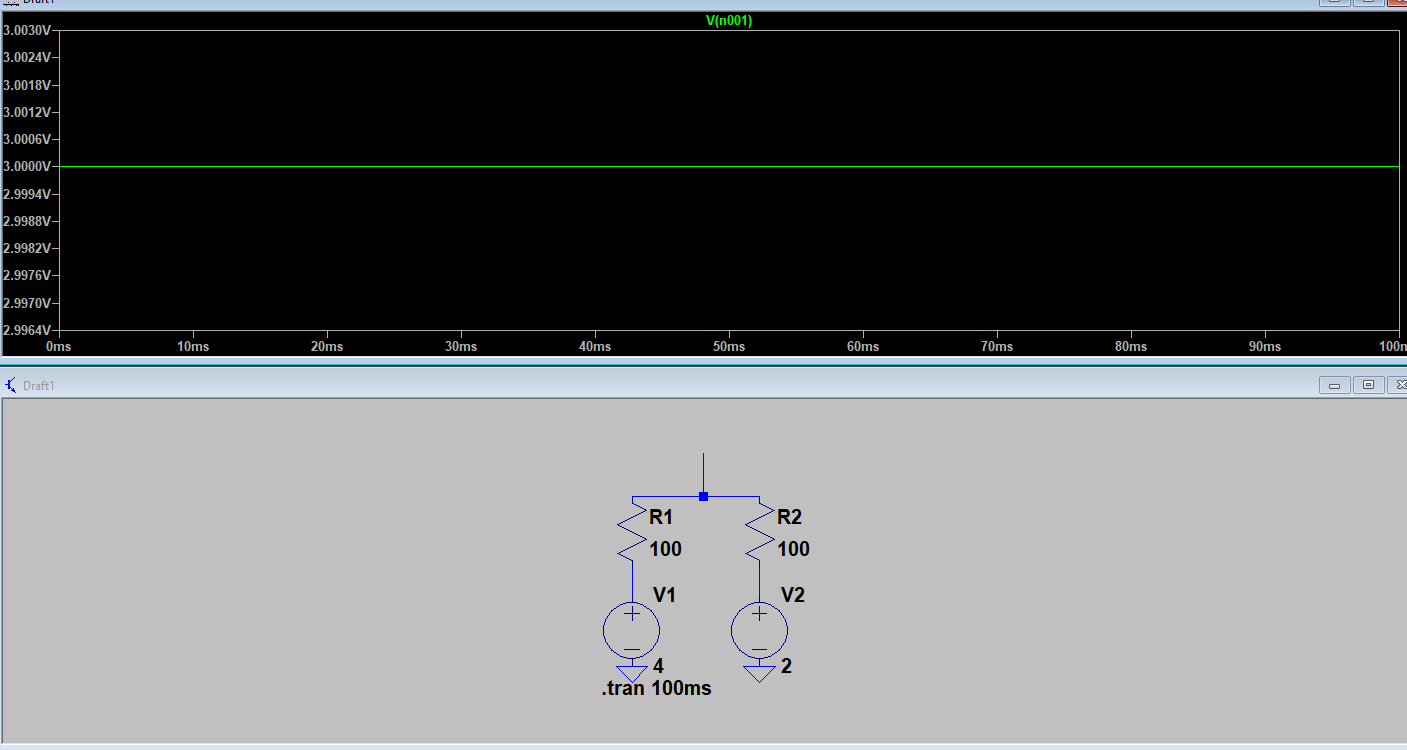 Draft1
V(n001)
3.0030V
3.0024V
3.0018V
3.0012V
3.0006V
3.0000V
2.9994V
2.9988V
2.9982V
2.9976V
2.9970V
2.9964V
0ms 10ms 20ms 30ms 40ms 50ms 60ms 70ms 80ms 90ms
Draft1
R1 R2
100 100
V1 V2
4 2
.tran 100ms